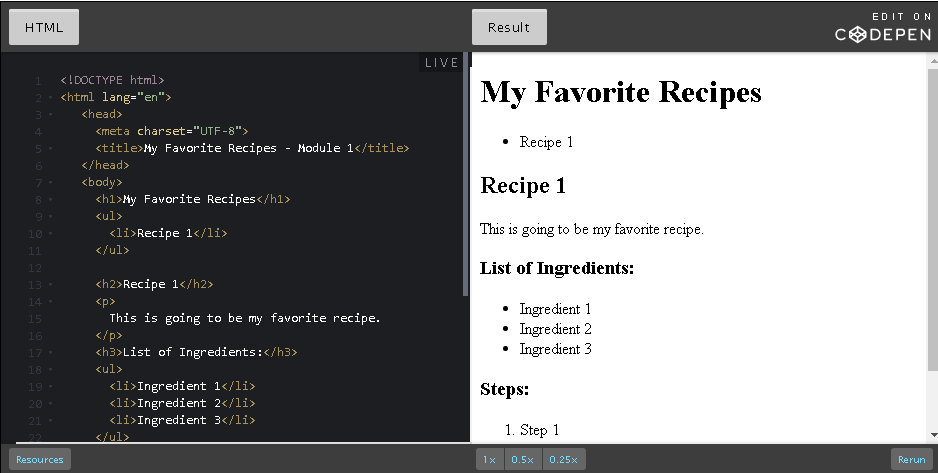 HTML
Result
EDIT ON
CODEPEN
LIVE
1 <!DOCTYPE html>
2 <html lang="en">
3 <head>
4 <meta charset="UTF-8">
5 <title>My Favorite Recipes - Module 1</title>
6 </head>
7 <body>
8 <h1>My Favorite Recipes</h1>
9 <ul>
10 <li>Recipe 1</li>
11 </ul>
12
13 <h2>Recipe 1</h2>
14 <p>
15 This is going to be my favorite recipe.
16 </p>
17 <h3>List of Ingredients:</h3>
18 <ul>
19 <li>Ingredient 1</li>
20 <li>Ingredient 2</li>
21 <li>Ingredient 3</li>
22 </ul>
My Favorite Recipes
• Recipe 1
Recipe 1
This is going to be my favorite recipe.
List of Ingredients:
• Ingredient 1
• Ingredient 2
• Ingredient 3
Steps:
1. Step 1
Resources
1x 0.5x 0.25x
Rerun